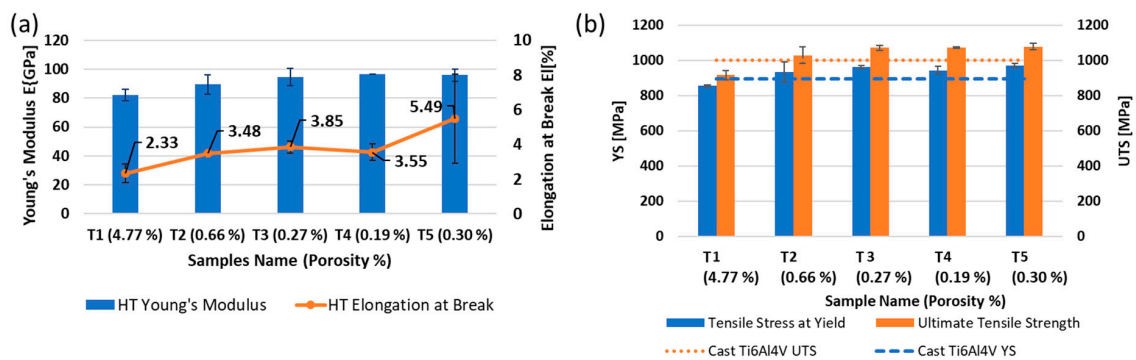 (a)
120
100
80
60
40
20
0
Young's Modulus E[GPa]
10
8
6
4
2
0
Elongation at Break El[%]
2.33
3.48
3.85
3.55
5.49
T1 (4.77 %) T2 (0.66 %) T3 (0.27 %) T4 (0.19 %) T5 (0.30 %)
Samples Name (Porosity %)
HT Young's Modulus HT Elongation at Break
(b)
1200
1000
800
600
400
200
0
YS [MPa]
1200
1000
800
600
400
200
0
UTS [MPa]
T1 T2 T3 T4 T5
(4.77 %) (0.66 %) (0.27 %) (0.19 %) (0.30 %)
Sample Name (Porosity %)
Tensile Stress at Yield Ultimate Tensile Strength
Cast Ti6Al4V UTS Cast Ti6Al4V YS